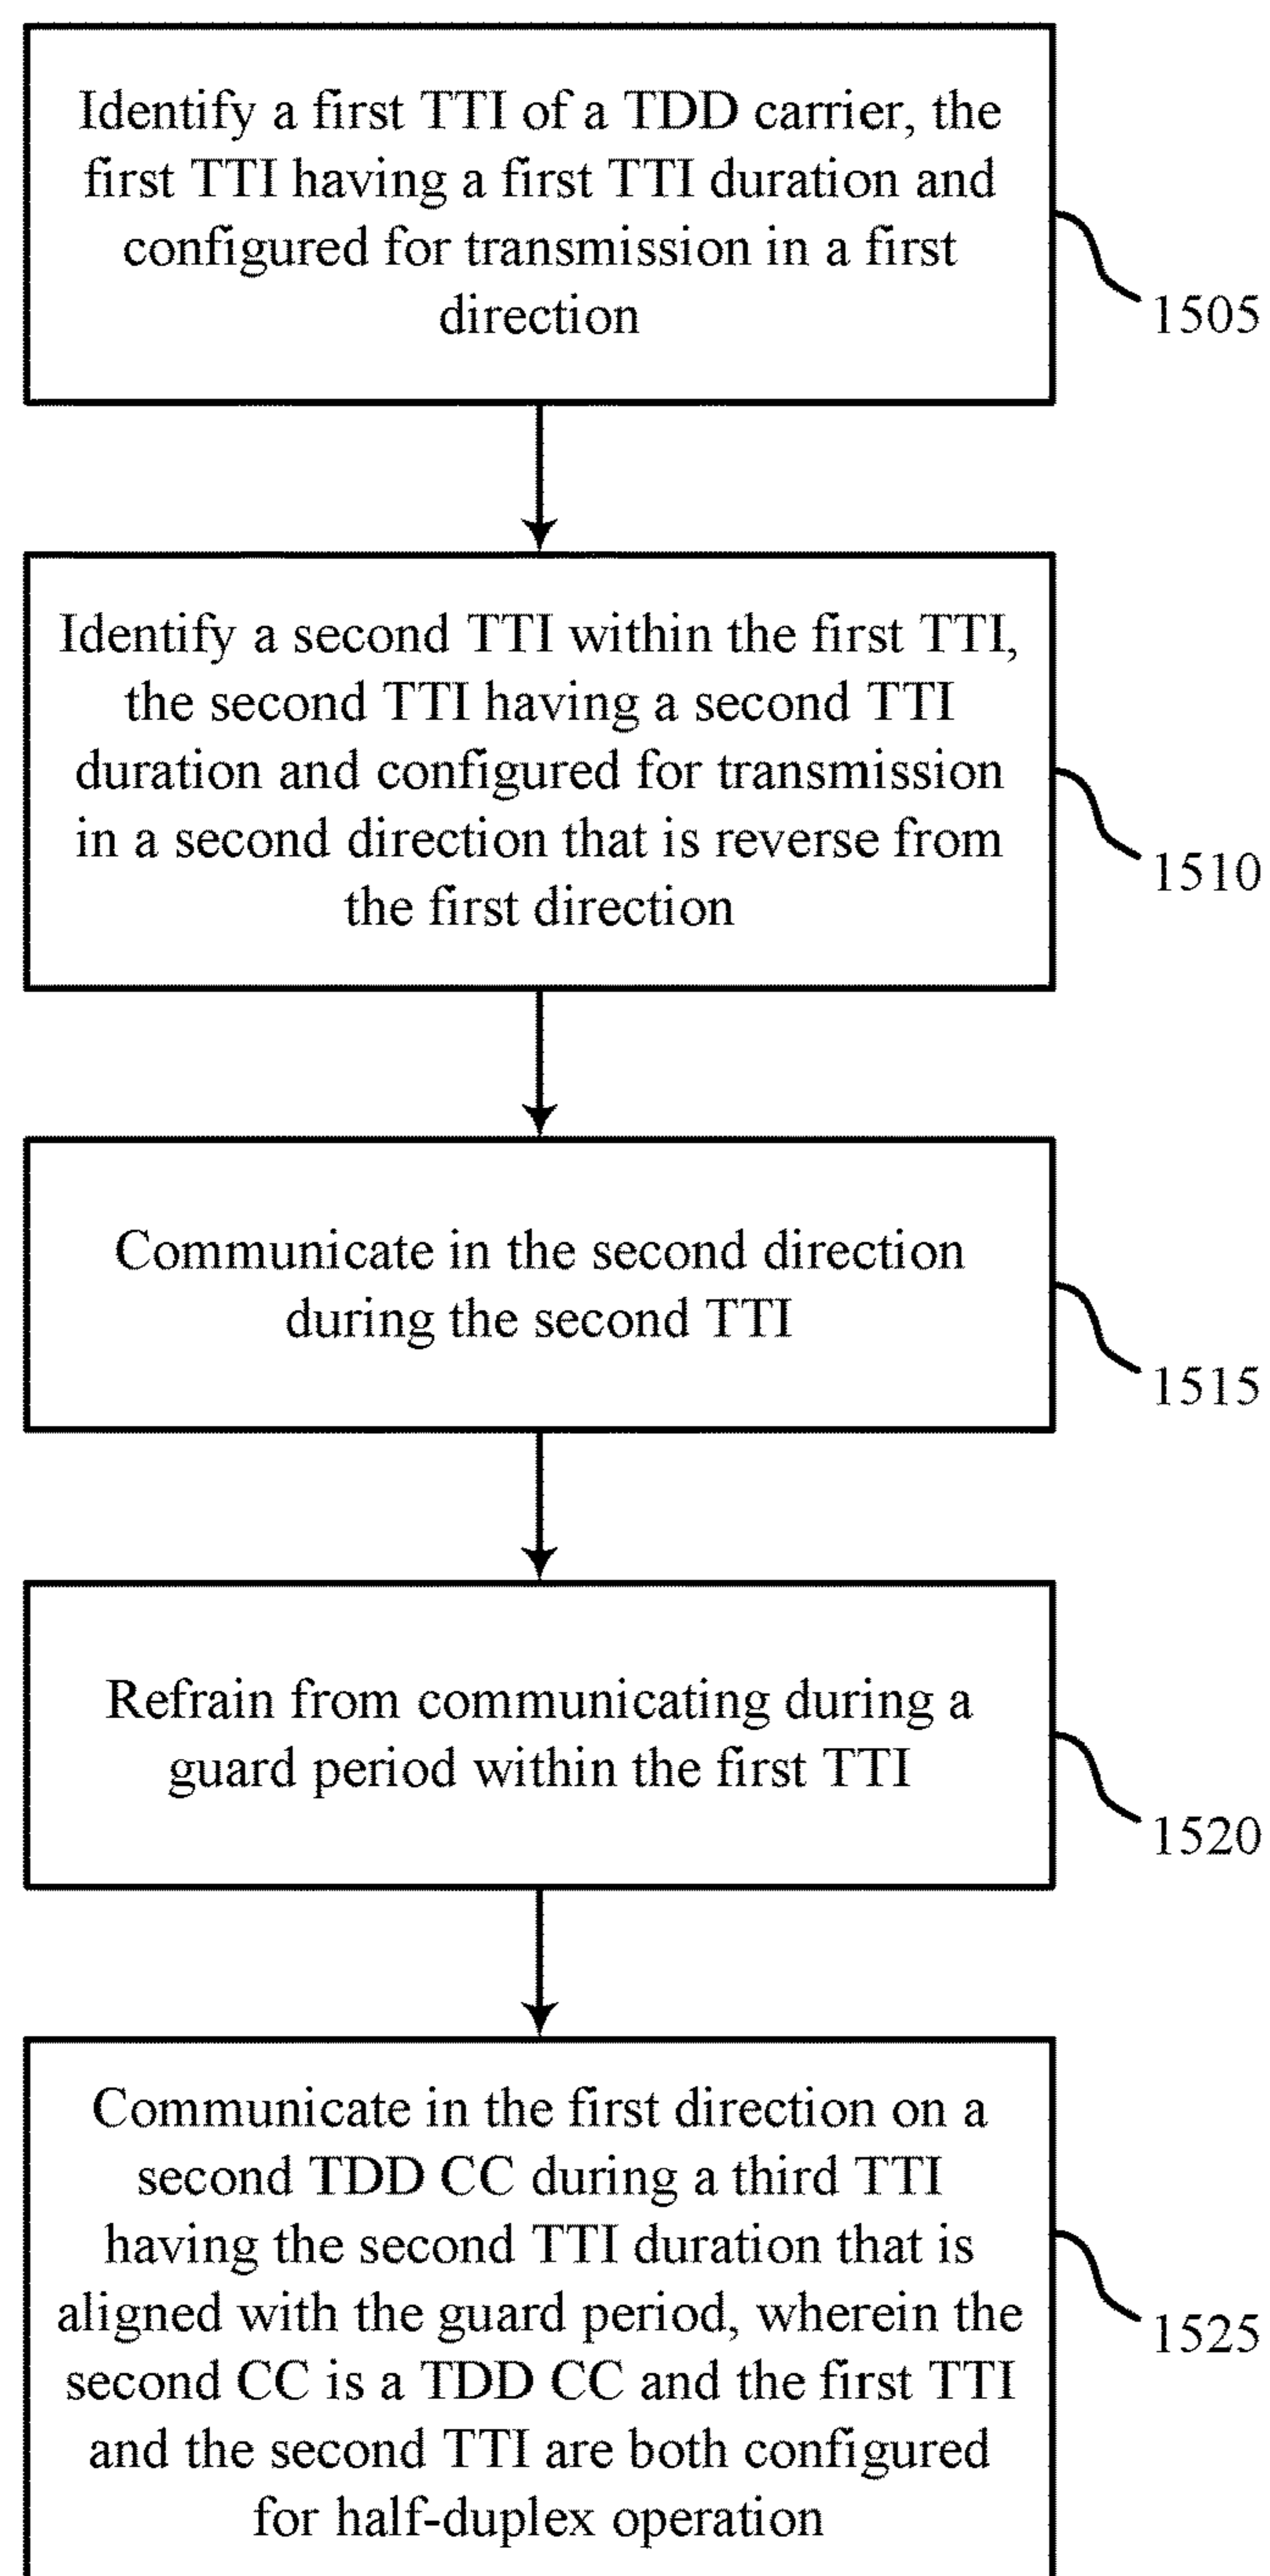 Identify a first TTI of a TDD carrier, the
first TTI having a first TTI duration and
configured for transmission in a first
direction
1505
Identify a second TTI within the first TTI,
the second TTI having a second TTI
duration and configured for transmission
in a second direction that is reverse from
the first direction
1510
Communicate in the second direction
during the second TTI
1515
Refrain from communicating during a
guard period within the first TTI
1520
Communicate in the first direction on a
second TDD CC during a third TTI
having the second TTI duration that is
aligned with the guard period, wherein the
second CC is a TDD CC and the first TTI
and the second TTI are both configured
for half-duplex operation
1525